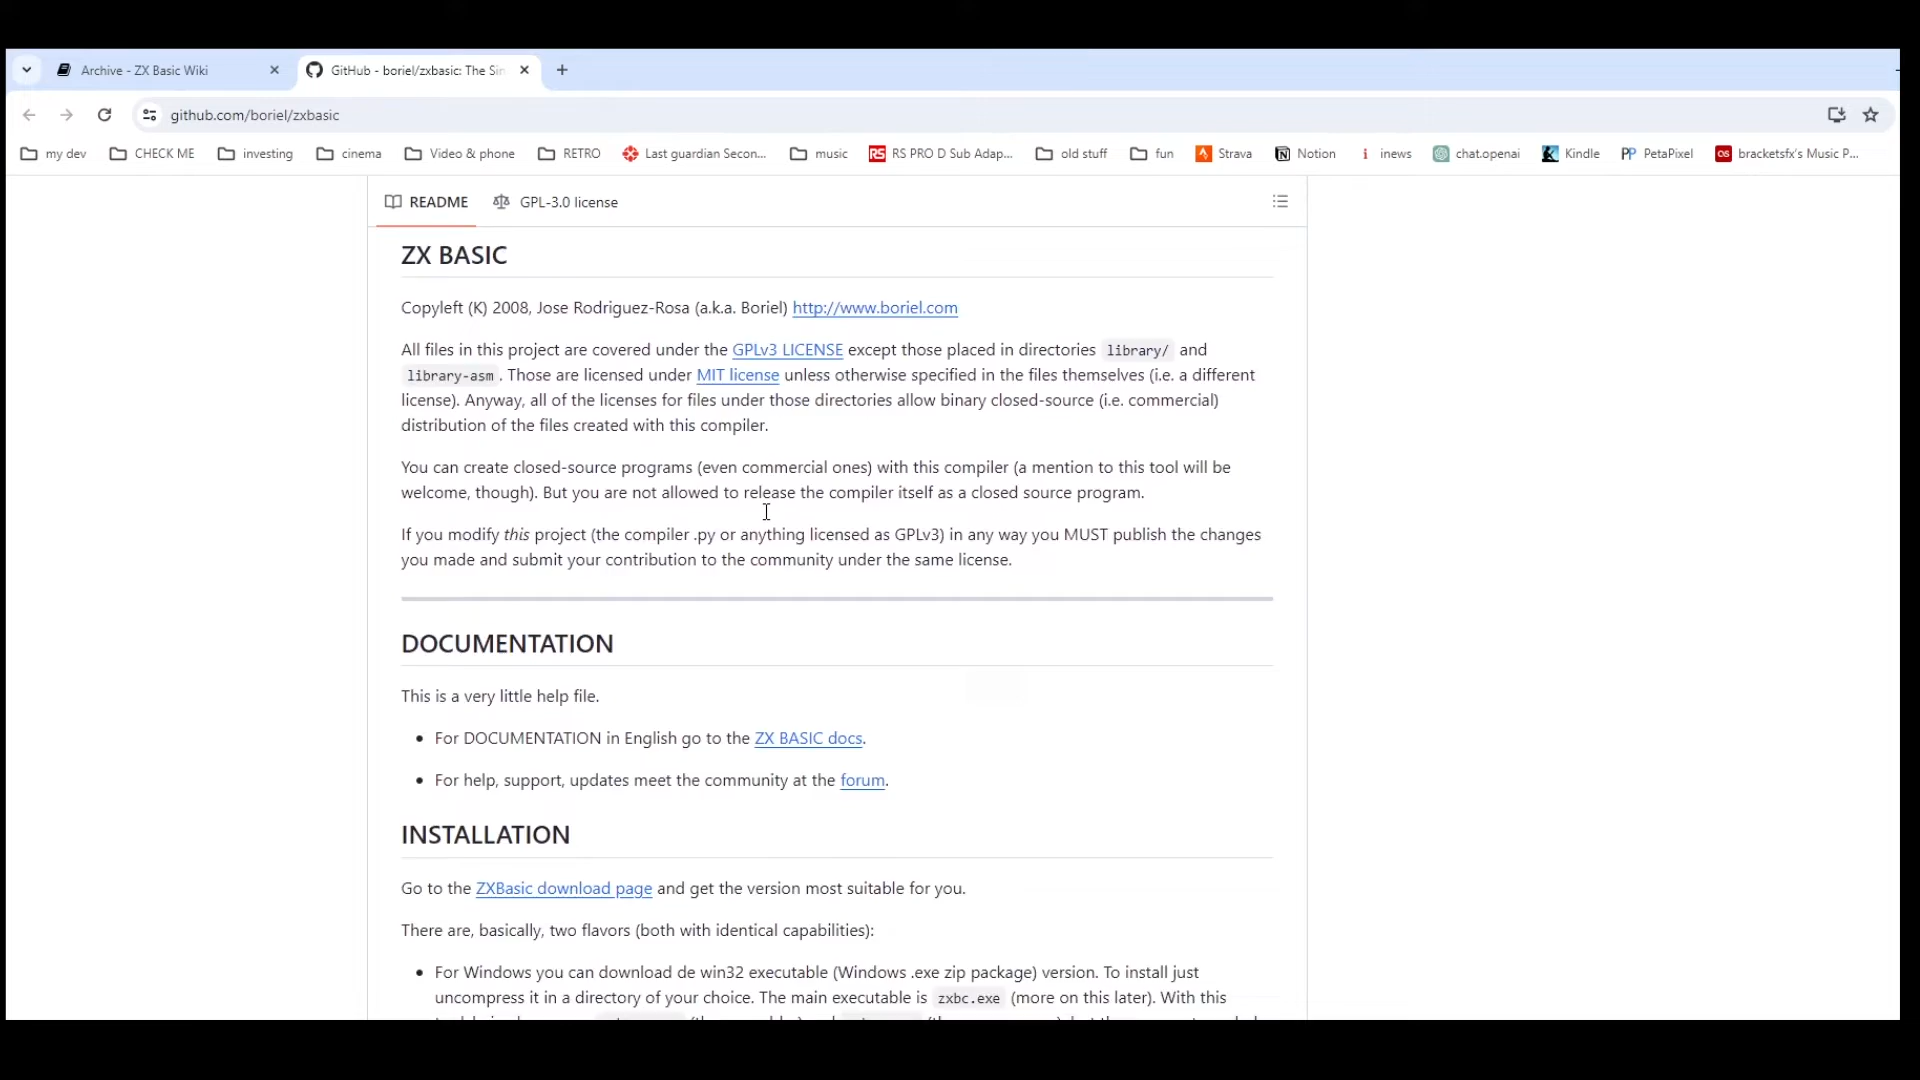 Archive - ZX Basic Wiki
GitHub - boriel/zxbasic: The Sin
github.com/boriel/zxbasic
my dev CHECK ME investing cinema Video & phone RETRO Last guardian Secon... music RS PRO D Sub Adap... old stuff fun Strava Notion inews chat.openai Kindle PetaPixel bracketsfx's Music P...
README GPL-3.0 license
ZX BASIC
Copyleft (K) 2008, Jose Rodriguez-Rosa (a.k.a. Boriel) http://www.boriel.com
All files in this project are covered under the GPLv3 LICENSE except those placed in directories library/ and
library-asm. Those are licensed under MIT license unless otherwise specified in the files themselves (i.e. a different
license). Anyway, all of the licenses for files under those directories allow binary closed-source (i.e. commercial)
distribution of the files created with this compiler.
You can create closed-source programs (even commercial ones) with this compiler (a mention to this tool will be
welcome, though). But you are not allowed to release the compiler itself as a closed source program.
If you modify this project (the compiler .py or anything licensed as GPLv3) in any way you MUST publish the changes
you made and submit your contribution to the community under the same license.
DOCUMENTATION
This is a very little help file.
• For DOCUMENTATION in English go to the ZX BASIC docs.
• For help, support, updates meet the community at the forum.
INSTALLATION
Go to the ZXBasic download page and get the version most suitable for you.
There are, basically, two flavors (both with identical capabilities):
• For Windows you can download de win32 executable (Windows .exe zip package) version. To install just
uncompress it in a directory of your choice. The main executable is zxbc.exe (more on this later). With this